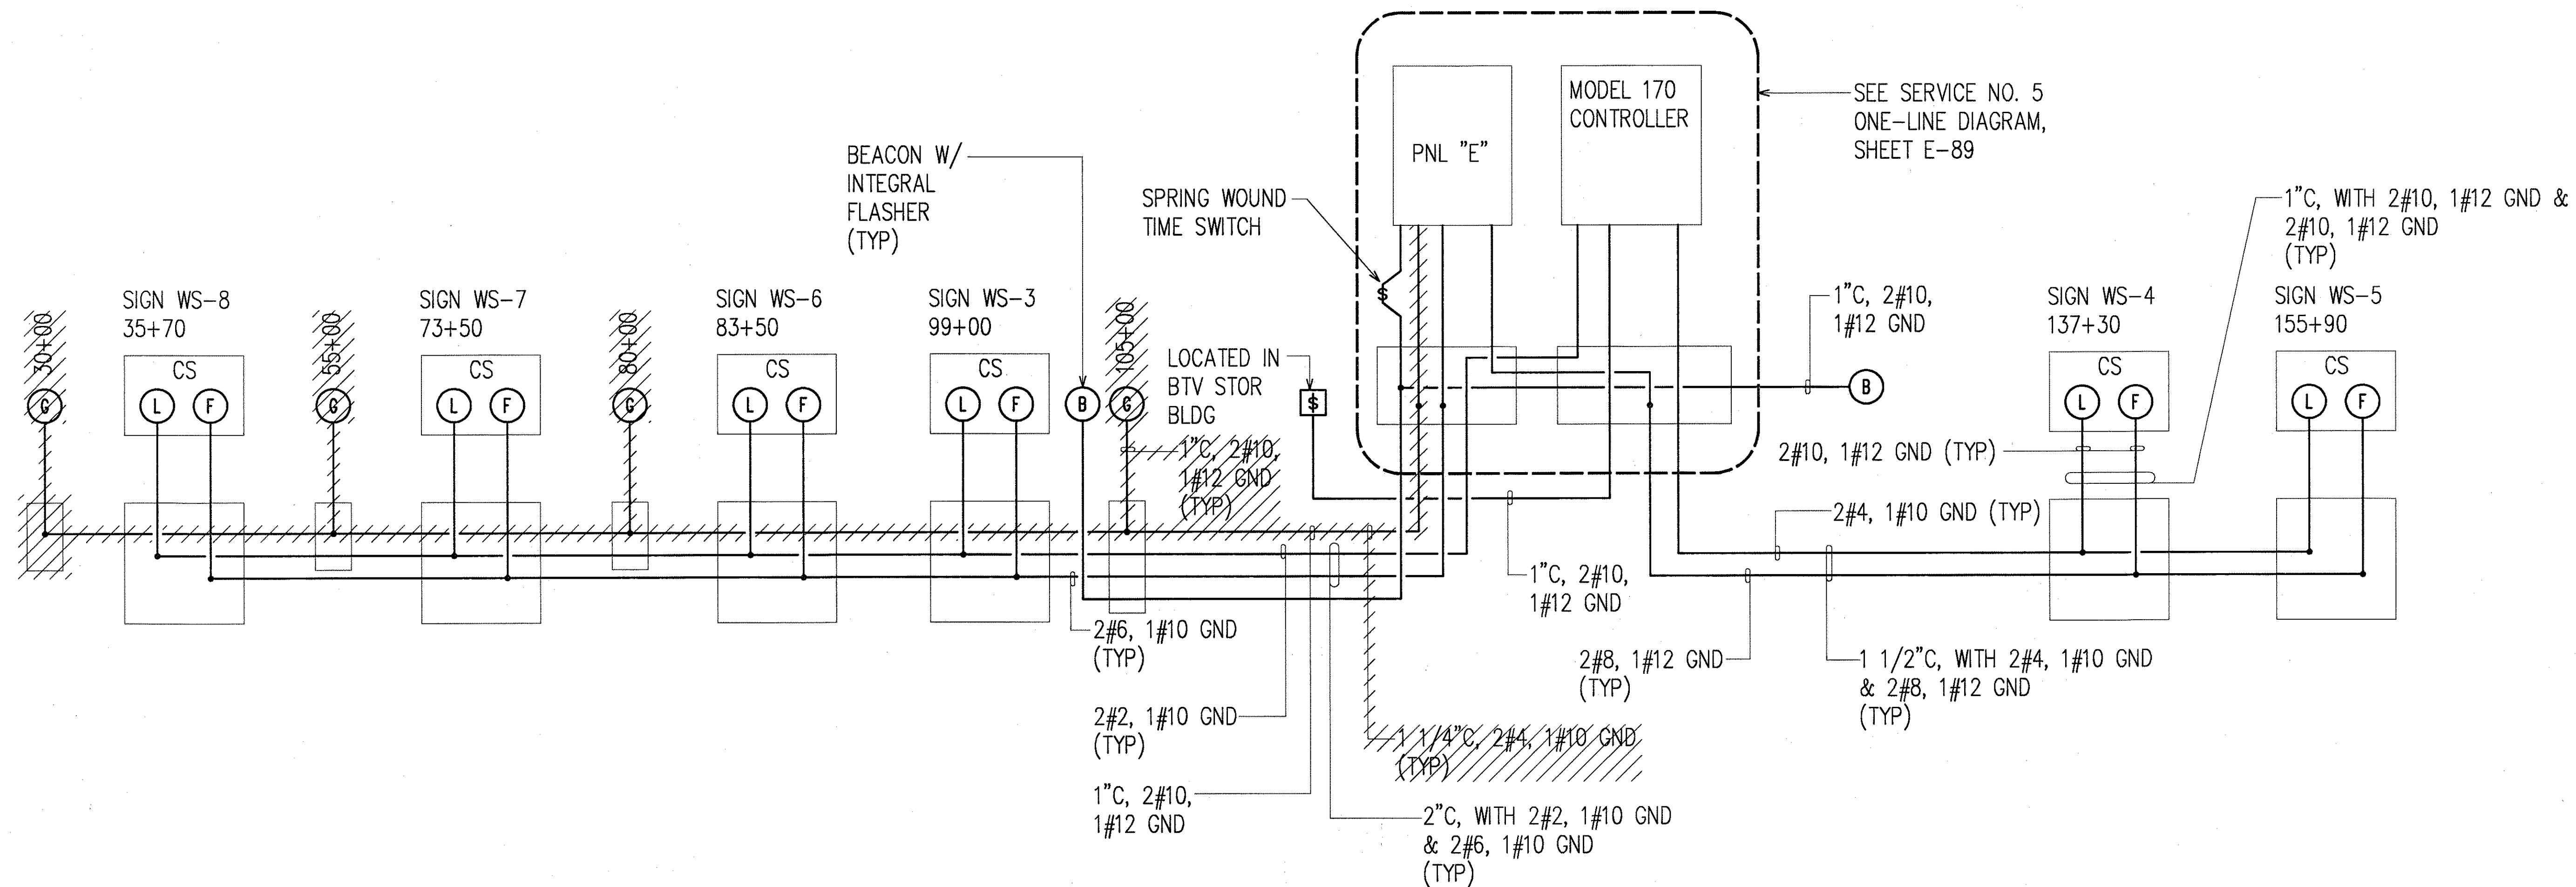 MODEL 170
CONTROLLER
PNL "E"
SEE SERVICE NO. 5
ONE-LINE DIAGRAM,
SHEET E-89
BEACON W/
INTEGRAL
FLASHER
(TYP)
SPRING WOUND
TIME SWITCH
1"C, WITH 2#10, 1#12 GND &
2#10, 1#12 GND
(TYP)
$
1"C, 2#10,
1#12 GND
30+00
SIGN WS-8
35+70
55+00
SIGN WS-7
73+50
80+00
SIGN WS-6
83+50
SIGN WS-3
99+00
105+00
SIGN WS-4
137+30
SIGN WS-5
155+90
LOCATED IN
BTV STOR
BLDG
G
CS
L
F
G
CS
L
F
G
CS
L
F
CS
L
F
B
G
$
B
CS
L
F
CS
L
F
1"C, 2#10,
1#12 GND
(TYP)
2#10, 1#12 GND (TYP)
2#4, 1#10 GND (TYP)
1"C, 2#10,
1#12 GND
2#6, 1#10 GND
(TYP)
2#8, 1#12 GND
(TYP)
1 1/2"C, WITH 2#4, 1#10 GND
& 2#8, 1#12 GND
(TYP)
2#2, 1#10 GND
(TYP)
1 1/4"C, 2#4, 1#10 GND
(TYP)
1"C, 2#10,
1#12 GND
2"C, WITH 2#2, 1#10 GND
& 2#6, 1#10 GND
(TYP)